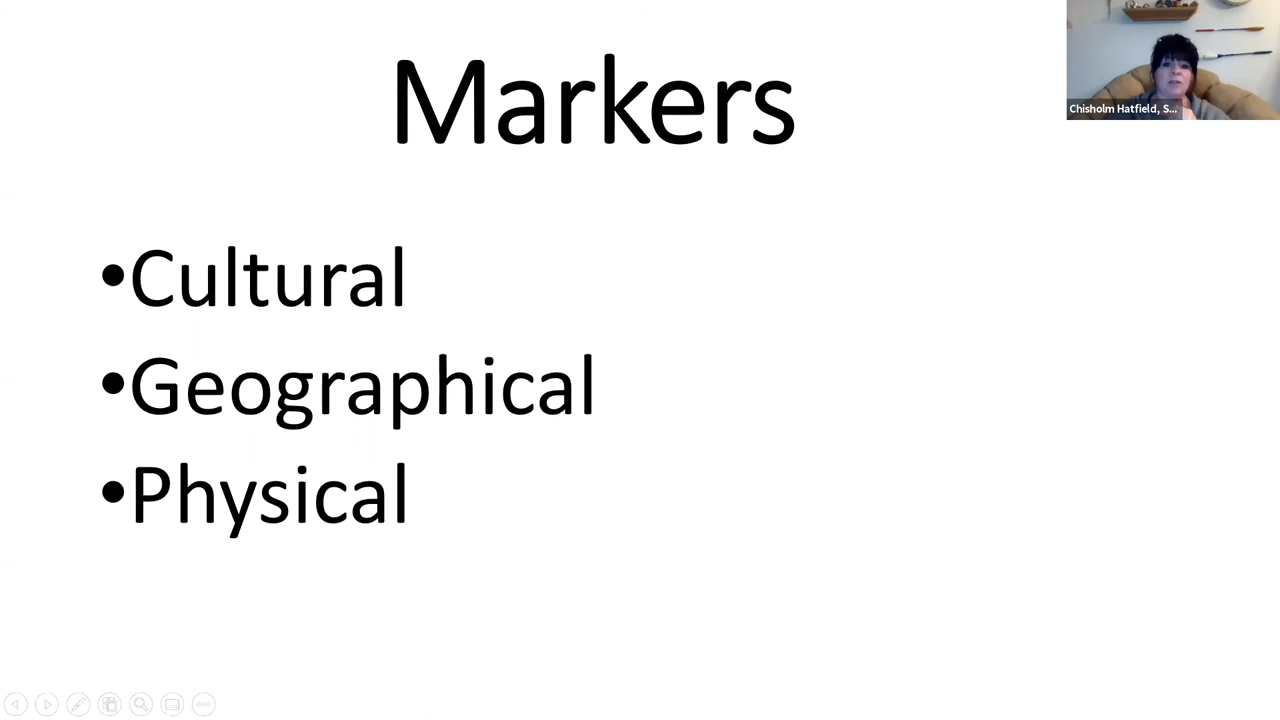 Markers
Chisholm Hatfield, S...
•Cultural
•Geographical
•Physical